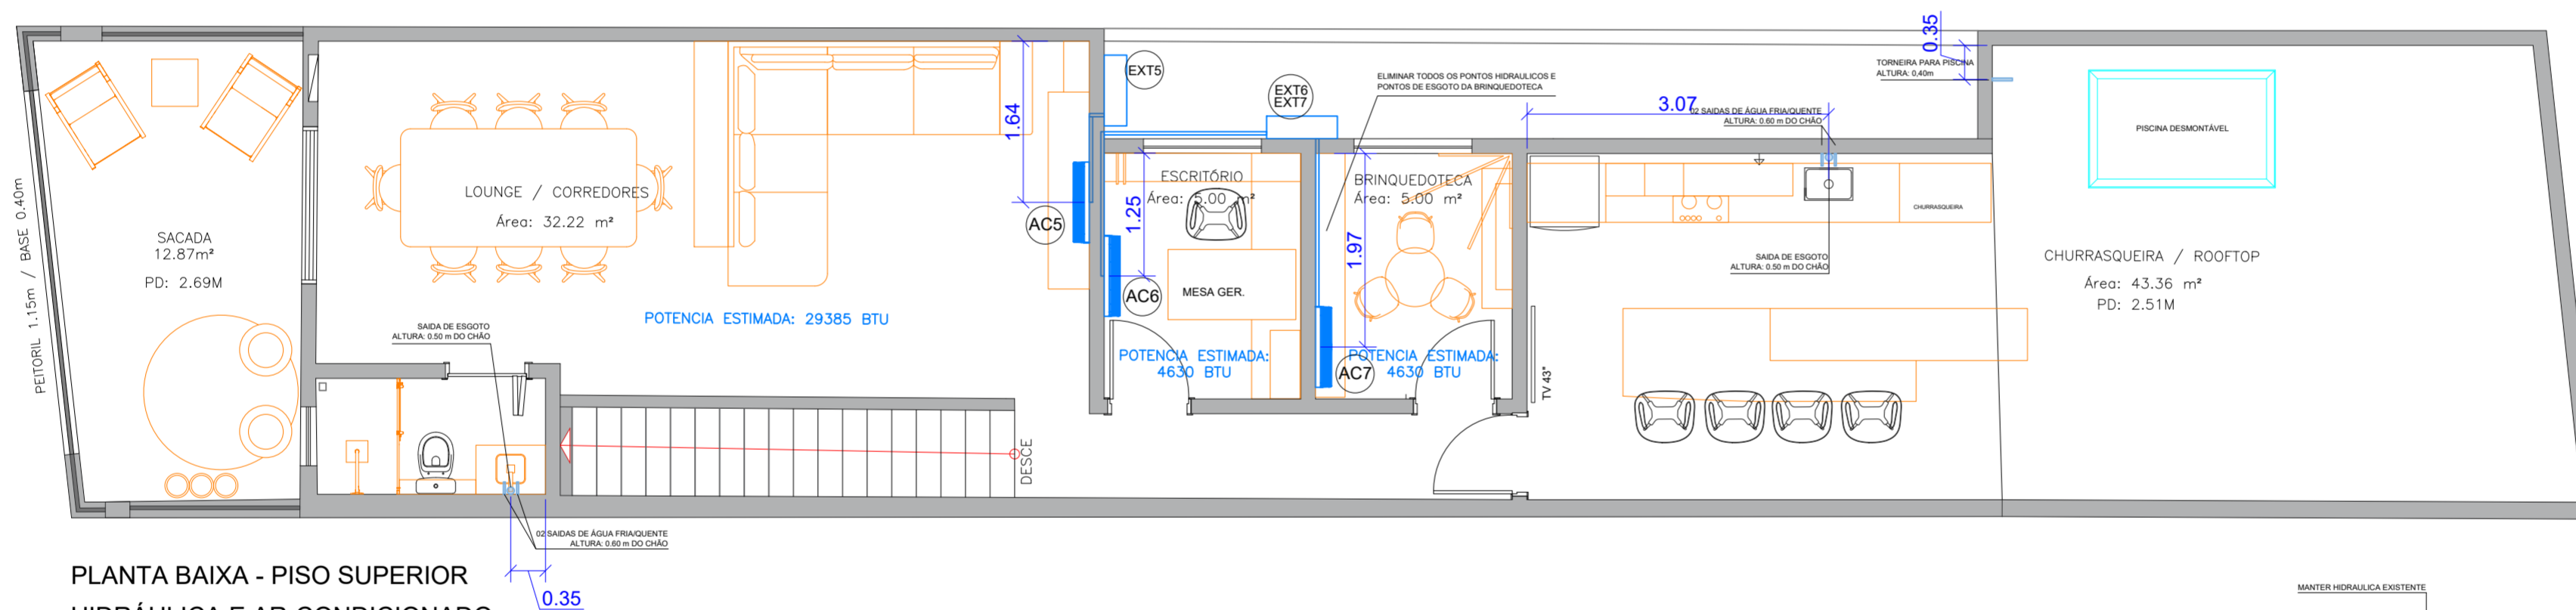 0.35
TORNEIRA PARA PISCINA
ALTURA: 0,40m
EXT5
EXT6
EXT7
ELIMINAR TODOS OS PONTOS HIDRAULICOS E
PONTOS DE ESGOTO DA BRINQUEDOTECA
3.07
02 SAIDAS DE ÁGUA FRIA/QUENTE
ALTURA: 0.60 m DO CHÃO
1.64
PISCINA DESMONTÁVEL
LOUNGE / CORREDORES
Área: 32.22 m²
ESCRITÓRIO
Área: 5.00 m²
BRINQUEDOTECA
Área: 5.00 m²
CHURRASQUEIRA
1.25
AC5
1.97
SACADA
12.87m²
PD: 2.69M
PEITORIL 1.15m / BASE 0.40m
SAIDA DE ESGOTO
ALTURA: 0.50 m DO CHÃO
CHURRASQUEIRA / ROOFTOP
Área: 43.36 m²
PD: 2.51M
AC6
MESA GER.
POTENCIA ESTIMADA: 29385 BTU
SAIDA DE ESGOTO
ALTURA: 0.50 m DO CHÃO
POTENCIA ESTIMADA:
4630 BTU
POTENCIA ESTIMADA:
4630 BTU
AC7
TV 43"
DESCE
02 SAIDAS DE ÁGUA FRIA/QUENTE
ALTURA: 0.60 m DO CHÃO
0.35
PLANTA BAIXA - PISO SUPERIOR
HIDRÁULICA E AR CONDICIONADO
MANTER HIDRAULICA EXISTENTE